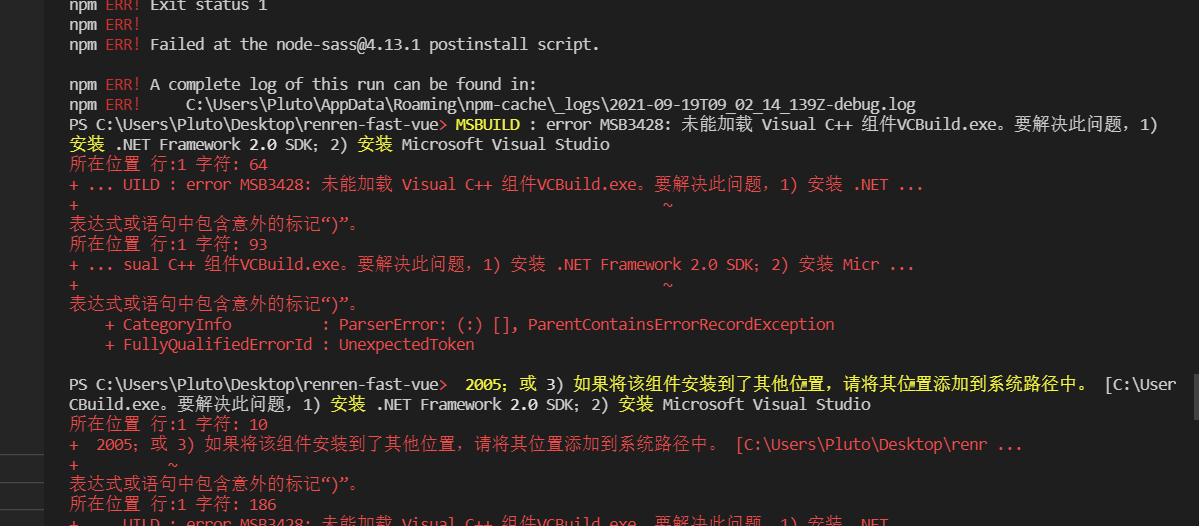 npm ERR! Exit status 1
npm ERR!
npm ERR! Failed at the node-sass@4.13.1 postinstall script.
npm ERR! A complete log of this run can be found in:
npm ERR!     C:\Users\Pluto\AppData\Roaming\npm-cache\_logs\2021-09-19T09_02_14_139Z-debug.log
PS C:\Users\Pluto\Desktop\renren-fast-vue> MSBUILD : error MSB3428: 未能加载 Visual C++ 组件VCBuild.exe。要解决此问题，1)
安装 .NET Framework 2.0 SDK；2) 安装 Microsoft Visual Studio
所在位置 行:1 字符: 64
+ ... UILD : error MSB3428: 未能加载 Visual C++ 组件VCBuild.exe。要解决此问题，1) 安装 .NET ...
+                                                                  ~
表达式或语句中包含意外的标记“)”。
所在位置 行:1 字符: 93
+ ... sual C++ 组件VCBuild.exe。要解决此问题，1) 安装 .NET Framework 2.0 SDK；2) 安装 Micr ...
+                                                                  ~
表达式或语句中包含意外的标记“)”。
    + CategoryInfo          : ParserError: (:) [], ParentContainsErrorRecordException
    + FullyQualifiedErrorId : UnexpectedToken
PS C:\Users\Pluto\Desktop\renren-fast-vue>  2005；或 3) 如果将该组件安装到了其他位置，请将其位置添加到系统路径中。 [C:\User
CBuild.exe。要解决此问题，1) 安装 .NET Framework 2.0 SDK；2) 安装 Microsoft Visual Studio
所在位置 行:1 字符: 10
+  2005；或 3) 如果将该组件安装到了其他位置，请将其位置添加到系统路径中。 [C:\Users\Pluto\Desktop\renr ...
+          ~
表达式或语句中包含意外的标记“)”。
所在位置 行:1 字符: 186
+ ... UILD : error MSB3428: 未能加载 Visual C++ 组件VCBuild.exe。要解决此问题，1) 安装 .NET ...